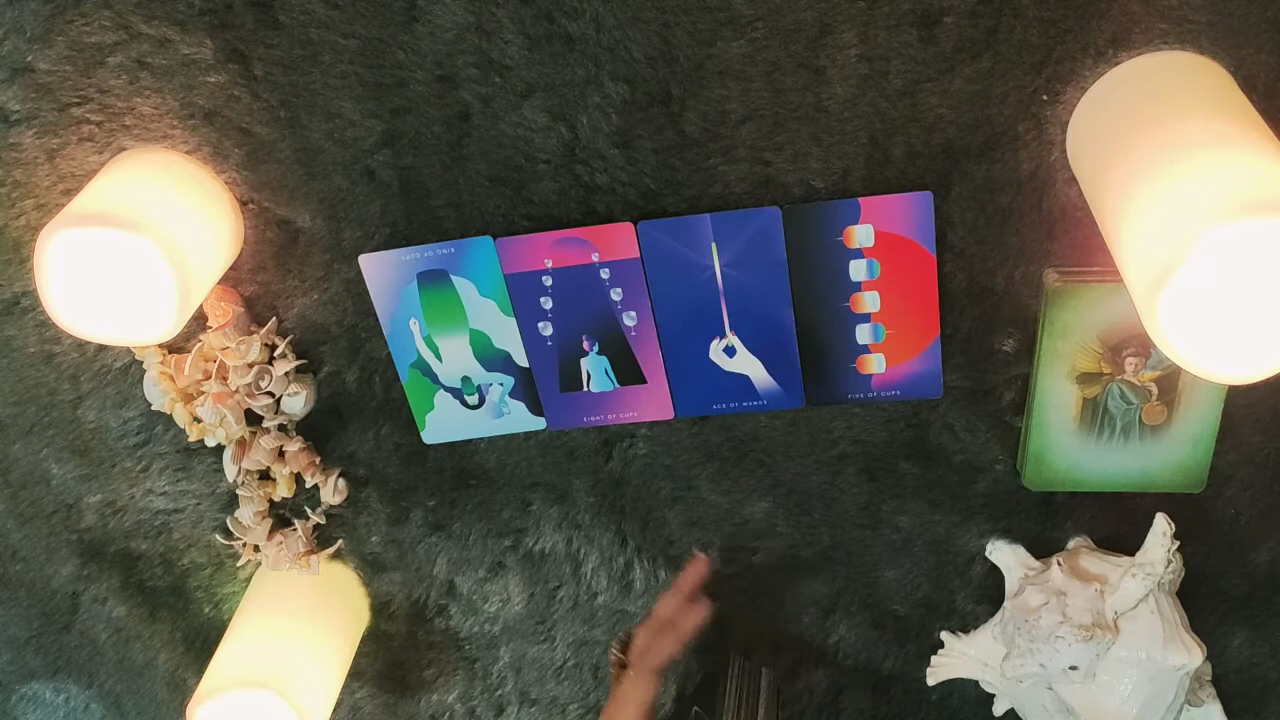 KING OF CUPS
EIGHT OF CUPS
ACE OF WANDS
FIVE OF CUPS